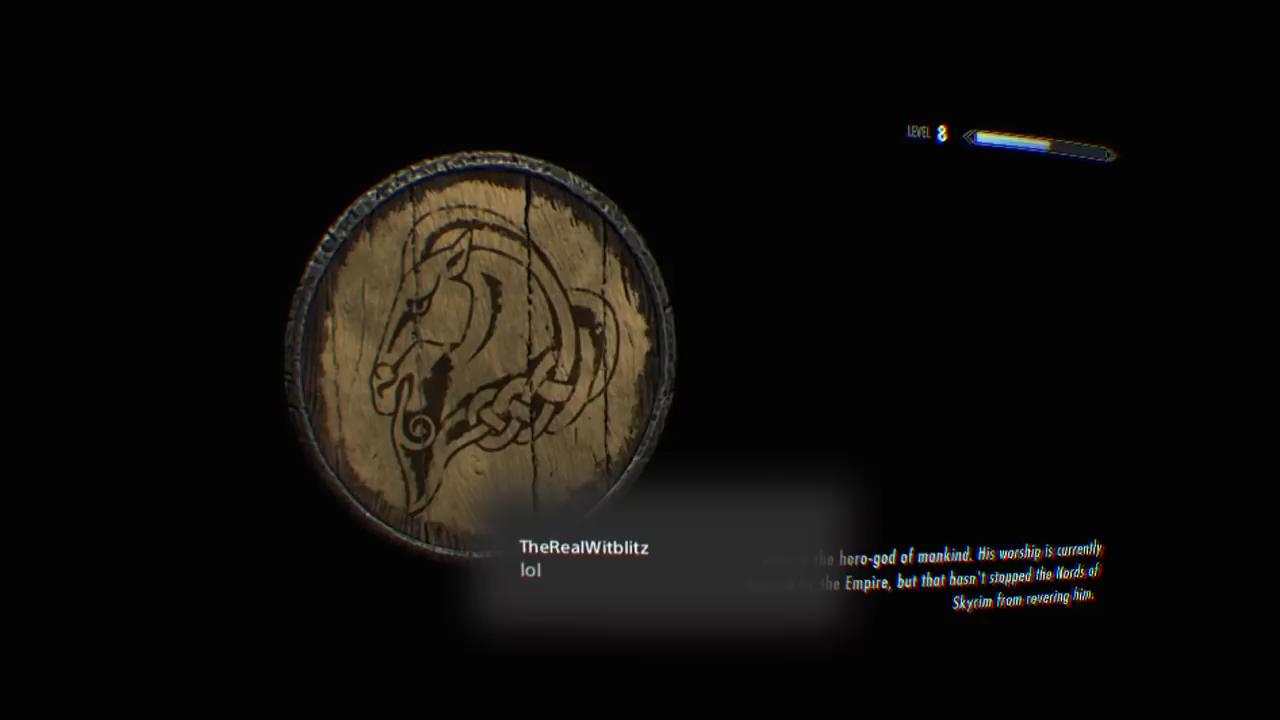 LEVEL 8
TheRealWitblitz
lol
the hero-god of mankind. His worship is currently
the Empire, but that hasn't stopped the Nords of
Skyrim from revering him.